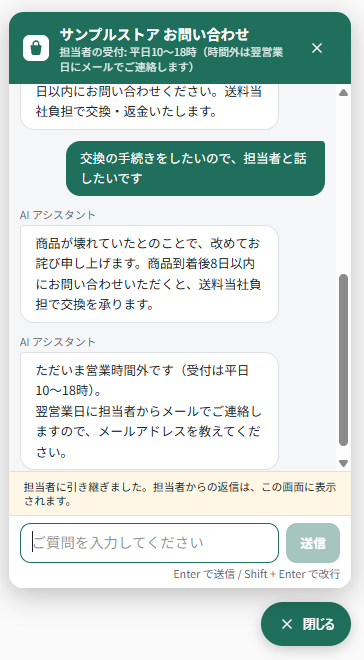 サンプルストア お問い合わせ
担当者の受付: 平日10〜18時（時間外は翌営業
日にメールでご連絡します）
日以内にお問い合わせください。送料当
社負担で交換・返金いたします。
交換の手続きをしたいので、担当者と話
したいです
AI アシスタント
商品が壊れていたとのことで、改めてお
詫び申し上げます。商品到着後8日以内
にお問い合わせいただくと、送料当社負
担で交換を承ります。
AI アシスタント
ただいま営業時間外です（受付は平日
10〜18時）。
翌営業日に担当者からメールでご連絡し
ますので、メールアドレスを教えてくだ
さい。
担当者に引き継ぎました。担当者からの返信は、この画面に表示
されます。
ご質問を入力してください
送信
Enter で送信 / Shift + Enter で改行
× 閉じる